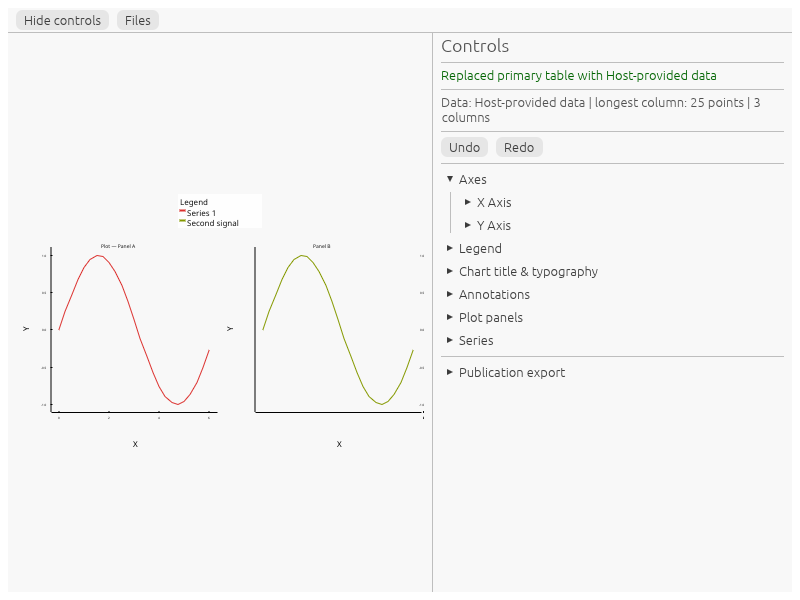 Hide controls
Files
Controls
Replaced primary table with Host-provided data
Data: Host-provided data | longest column: 25 points | 3
columns
Undo
Redo
Axes
X Axis
Y Axis
Legend
Chart title & typography
Annotations
Plot panels
Series
Publication export
Legend
Series 1
Second signal
Plot — Panel A
Panel B
Y
Y
X
X